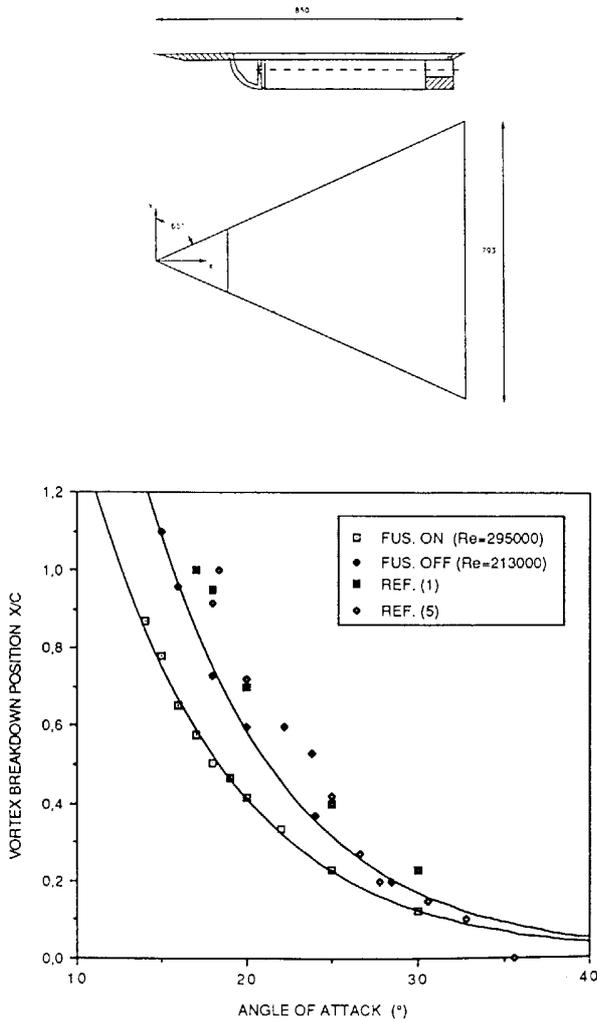 850
Y
X
793
1,2
1,0
0,8
0,6
0,4
0,2
0,0
10
20
30
40
VORTEX BREAKDOWN POSITION X/C
ANGLE OF ATTACK (°)
FUS. ON (Re=295000)
FUS. OFF (Re=213000)
REF. (1)
REF. (5)